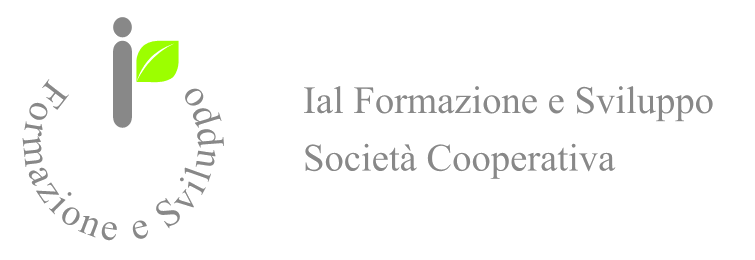 Formazione e Sviluppo
Ial Formazione e Sviluppo
Società Cooperativa